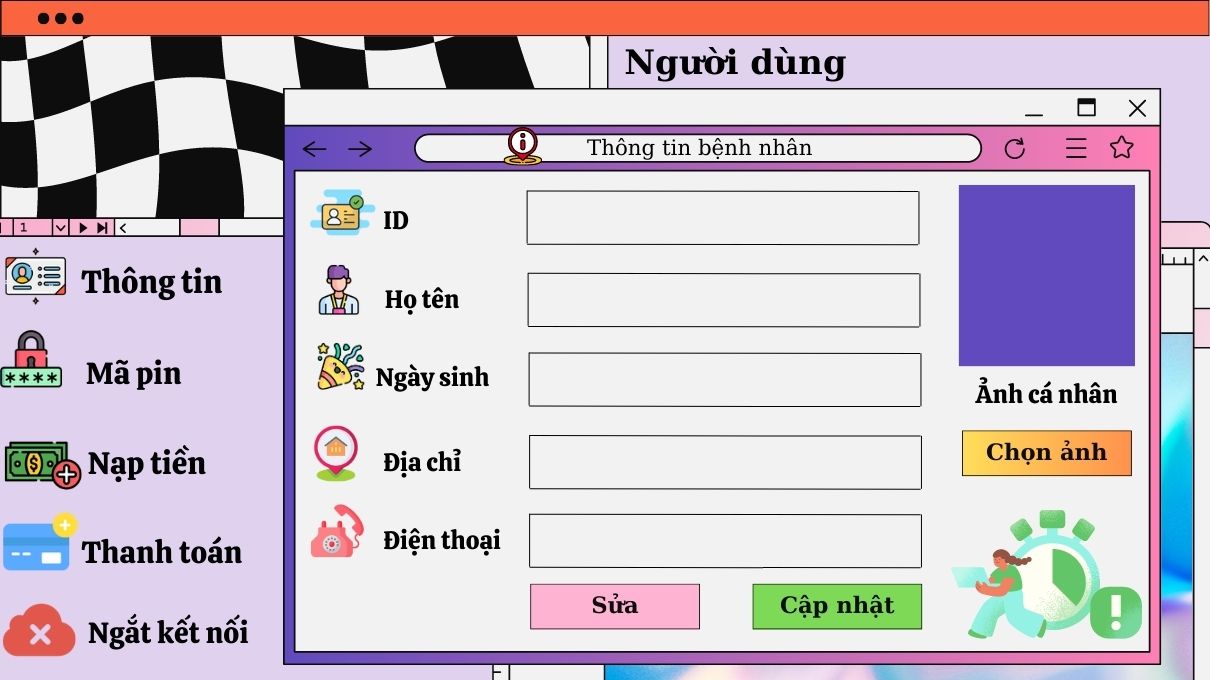 Người dùng
Thông tin bệnh nhân
1
Thông tin
Mã pin
****
Nạp tiền
Thanh toán
Ngắt kết nối
ID
Họ tên
Ngày sinh
Địa chỉ
Điện thoại
Sửa
Cập nhật
Ảnh cá nhân
Chọn ảnh